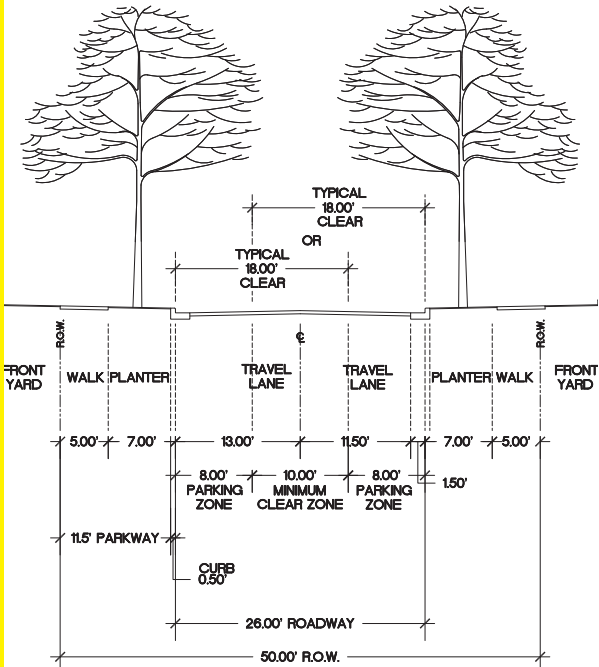 TYPICAL
18.00'
CLEAR
OR
TYPICAL
18.00'
CLEAR
R.O.W.
℄
R.O.W.
FRONT
YARD
WALK
PLANTER
TRAVEL
LANE
TRAVEL
LANE
PLANTER
WALK
FRONT
YARD
5.00'
7.00'
13.00'
11.50'
7.00'
5.00'
8.00'
PARKING
ZONE
10.00'
MINIMUM
CLEAR ZONE
8.00'
PARKING
ZONE
1.50'
11.5' PARKWAY
CURB
0.50'
26.00' ROADWAY
50.00' R.O.W.